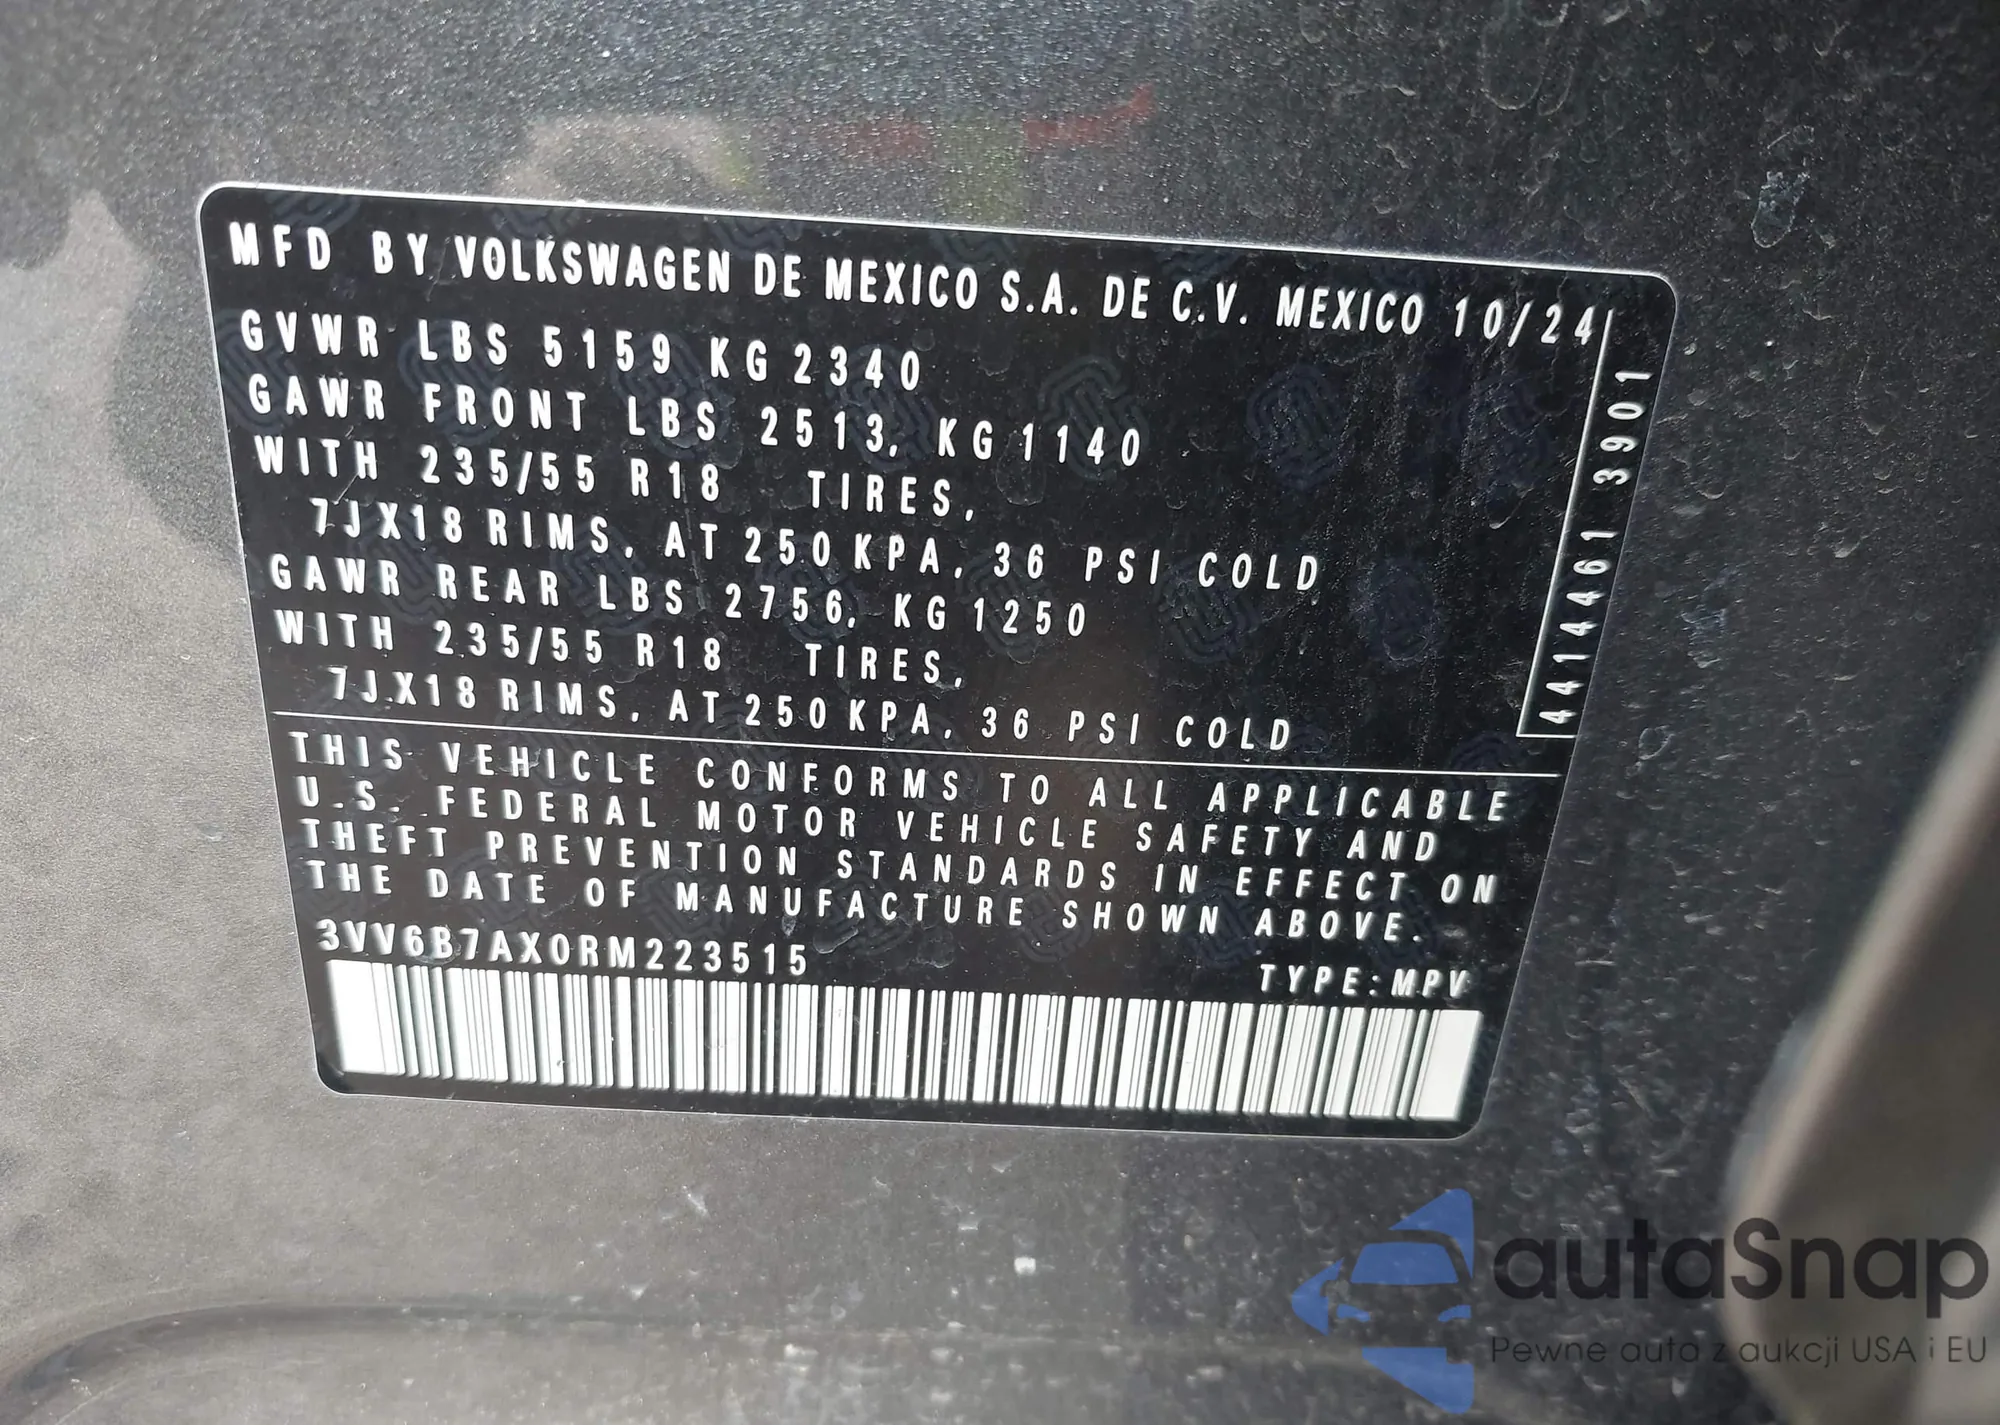 MFD BY VOLKSWAGEN DE MEXICO S.A. DE C.V. MEXICO 10/24
GVWR LBS 5159 KG 2340
GAWR FRONT LBS 2513, KG 1140
WITH 235/55 R18 TIRES,
7JX18 RIMS, AT 250 KPA, 36 PSI COLD
GAWR REAR LBS 2756, KG 1250
WITH 235/55 R18 TIRES,
7JX18 RIMS, AT 250 KPA, 36 PSI COLD
44144461 3901
THIS VEHICLE CONFORMS TO ALL APPLICABLE
U.S. FEDERAL MOTOR VEHICLE SAFETY AND
THEFT PREVENTION STANDARDS IN EFFECT ON
THE DATE OF MANUFACTURE SHOWN ABOVE.
3VV6B7AX0RM223515
TYPE: MPV
autaSnap
Pewne auta z aukcji USA i EU